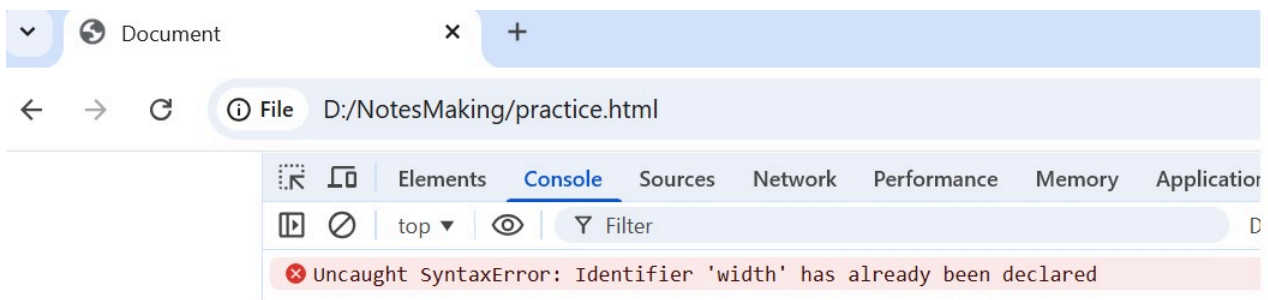 Document
File D:/NotesMaking/practice.html
Elements Console Sources Network Performance Memory Application
top Filter D
Uncaught SyntaxError: Identifier 'width' has already been declared